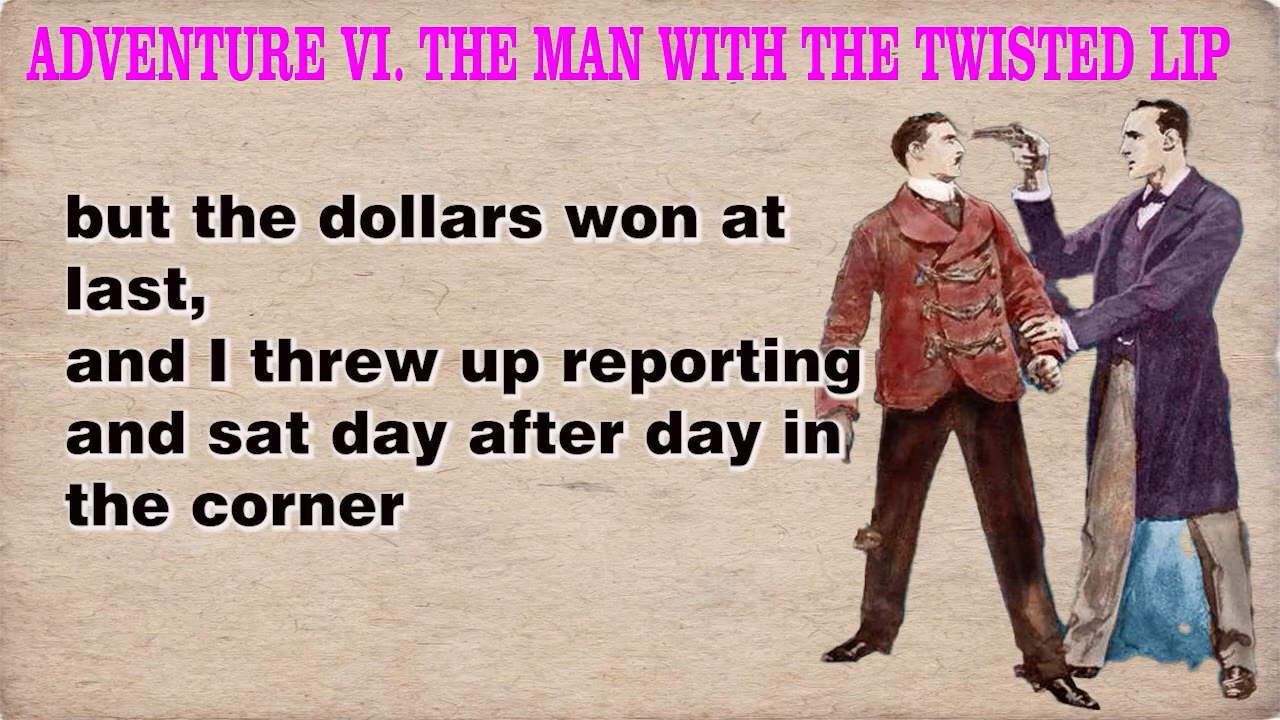 ADVENTURE VI. THE MAN WITH THE TWISTED LIP
but the dollars won at
last,
and I threw up reporting
and sat day after day in
the corner